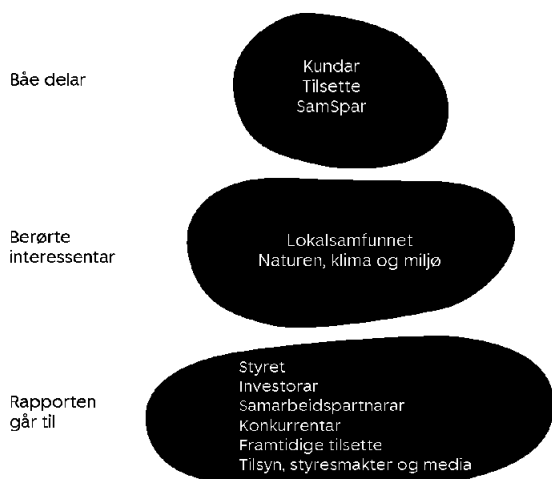 Båe delar
Kundar
Tilsette
SamSpar
Berørte
interessentar
Lokalsamfunnet
Naturen, klima og miljø
Rapporten
går til
Styret
Investorar
Samarbeidspartnarar
Konkurrentar
Framtidige tilsette
Tilsyn, styresmakter og media